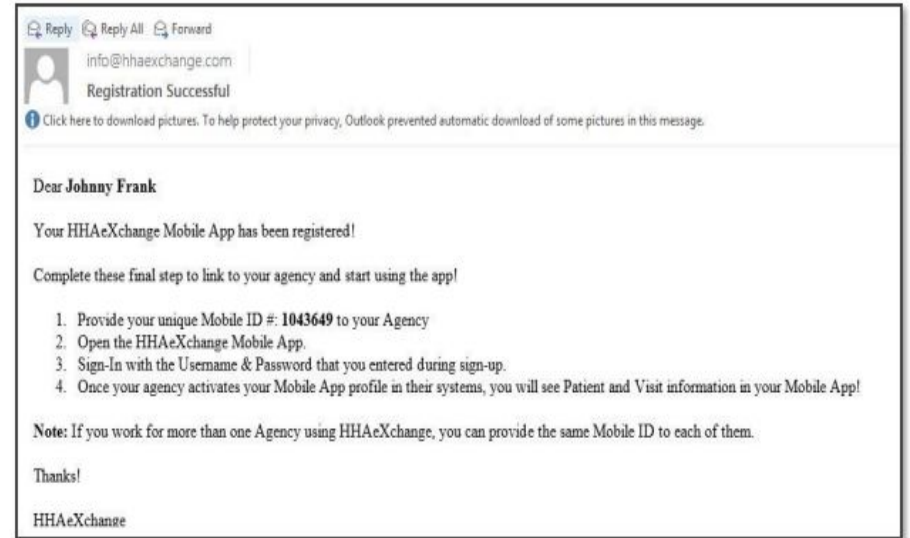 Reply Reply All Forward
info@hhaexchange.com
Registration Successful
Click here to download pictures. To help protect your privacy, Outlook prevented automatic download of some pictures in this message.
Dear Johnny Frank
Your HHAeXchange Mobile App has been registered!
Complete these final step to link to your agency and start using the app!
1. Provide your unique Mobile ID #: 1043649 to your Agency
2. Open the HHAeXchange Mobile App.
3. Sign-In with the Username & Password that you entered during sign-up.
4. Once your agency activates your Mobile App profile in their systems, you will see Patient and Visit information in your Mobile App!
Note: If you work for more than one Agency using HHAeXchange, you can provide the same Mobile ID to each of them.
Thanks!
HHAeXchange